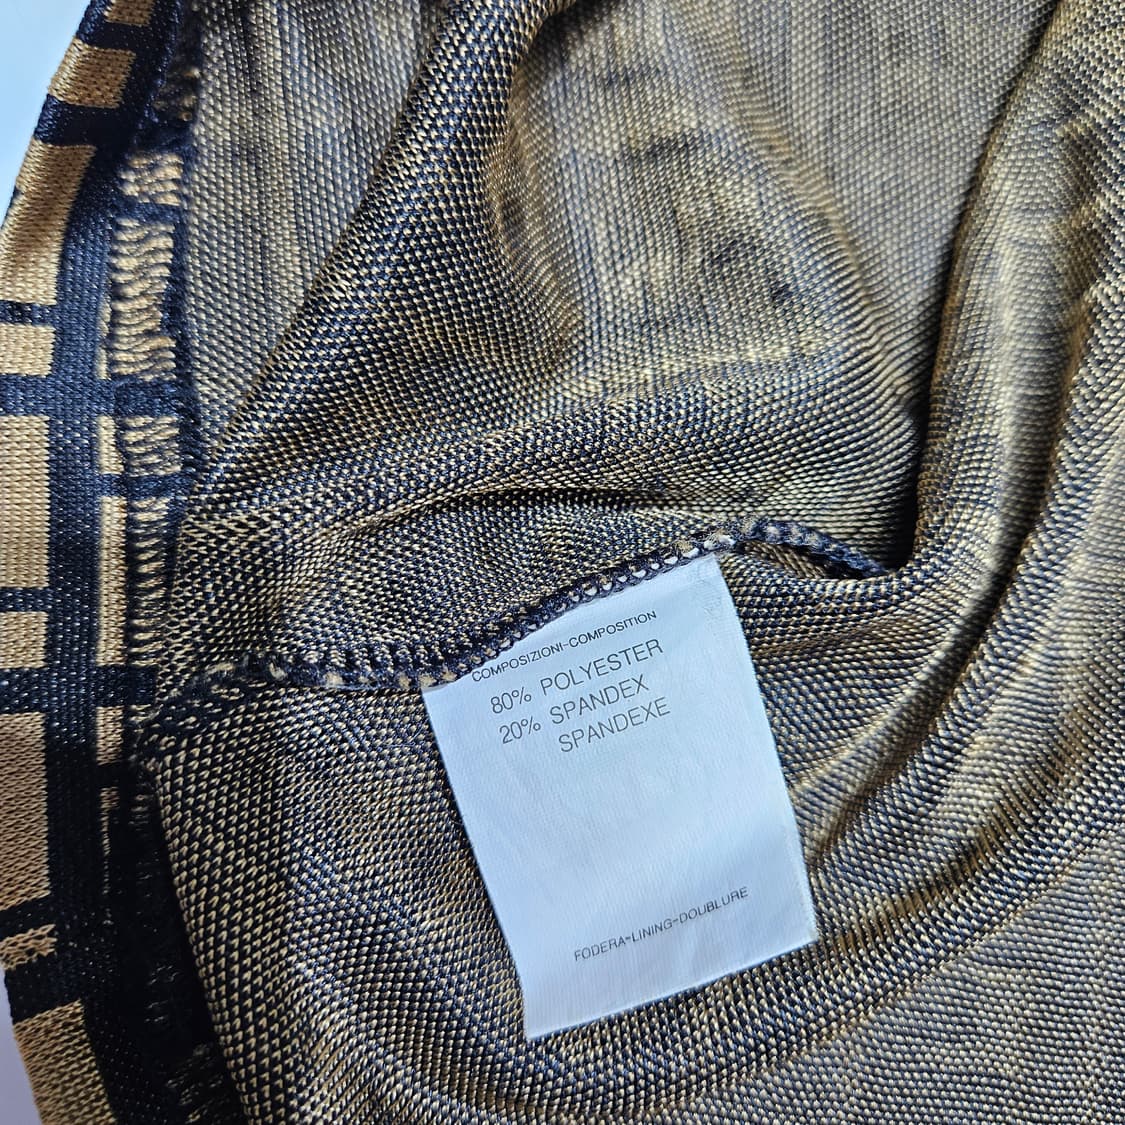 COMPOSIZIONI-COMPOSITION
80% POLYESTER
20% SPANDEX
SPANDEXE
FODERA-LINING-DOUBLURE